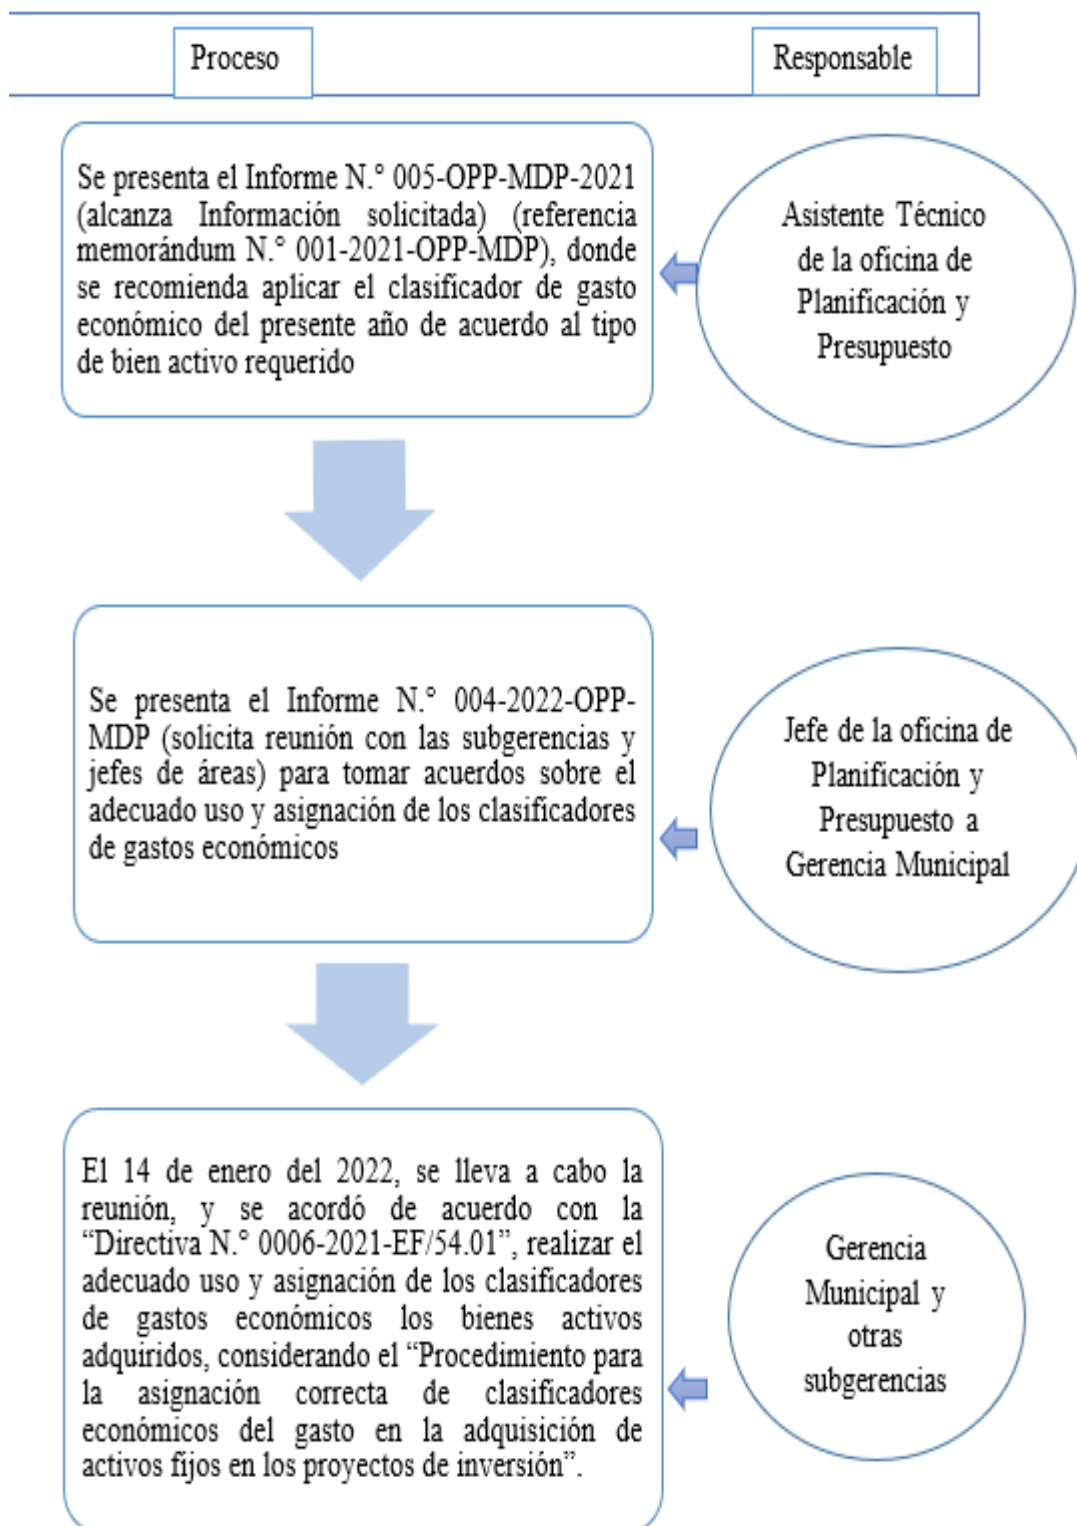 Proceso
Responsable
Se presenta el Informe N.° 005-OPP-MDP-2021
(alcanza Información solicitada) (referencia
memorándum N.° 001-2021-OPP-MDP), donde
se recomienda aplicar el clasificador de gasto
económico del presente año de acuerdo al tipo
de bien activo requerido
Asistente Técnico
de la oficina de
Planificación y
Presupuesto
Se presenta el Informe N.° 004-2022-OPP-
MDP (solicita reunión con las subgerencias y
jefes de áreas) para tomar acuerdos sobre el
adecuado uso y asignación de los clasificadores
de gastos económicos
Jefe de la oficina de
Planificación y
Presupuesto a
Gerencia Municipal
El 14 de enero del 2022, se lleva a cabo la
reunión, y se acordó de acuerdo con la
“Directiva N.° 0006-2021-EF/54.01”, realizar el
adecuado uso y asignación de los clasificadores
de gastos económicos los bienes activos
adquiridos, considerando el “Procedimiento para
la asignación correcta de clasificadores
económicos del gasto en la adquisición de
activos fijos en los proyectos de inversión”.
Gerencia
Municipal y
otras
subgerencias